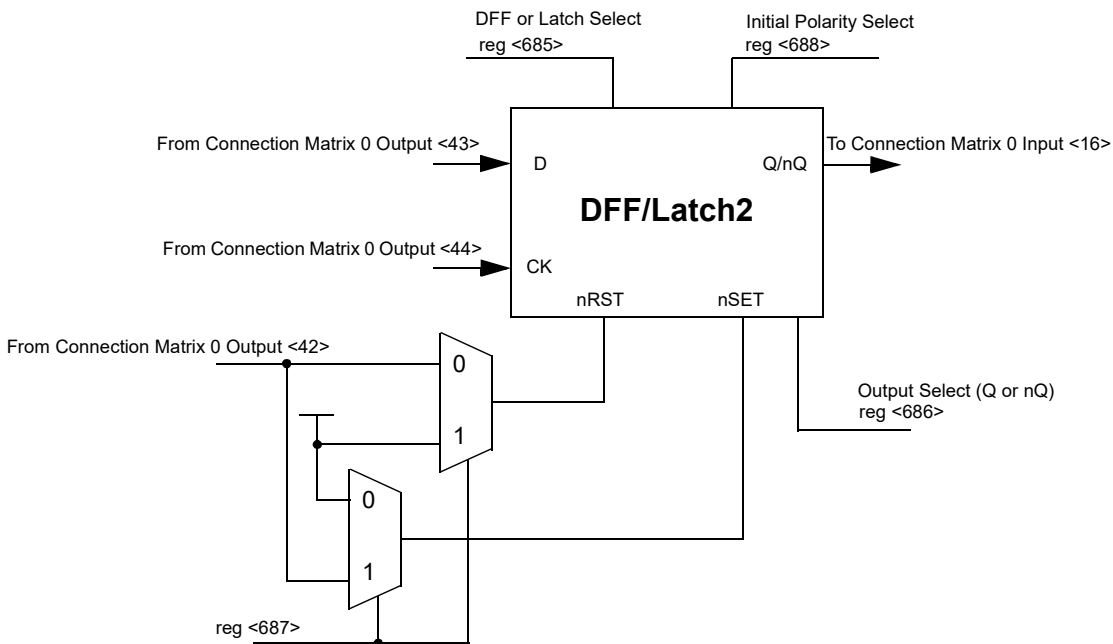 DFF or Latch Select
reg <685>
Initial Polarity Select
reg <688>
From Connection Matrix 0 Output <43>
D
Q/nQ
To Connection Matrix 0 Input <16>
DFF/Latch2
From Connection Matrix 0 Output <44>
CK
nRST
nSET
From Connection Matrix 0 Output <42>
0
1
Output Select (Q or nQ)
reg <686>
0
1
reg <687>